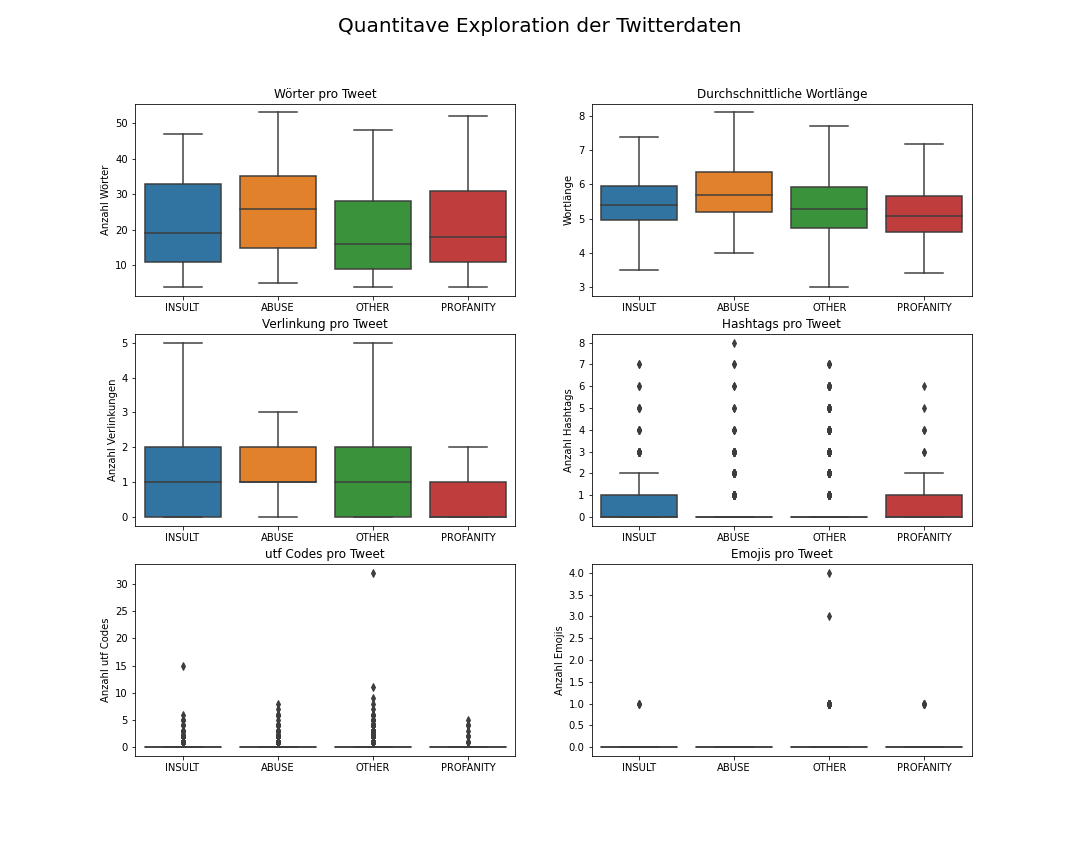 Quantitave Exploration der Twitterdaten
Wörter pro Tweet
Anzahl Wörter
50
40
30
20
10
INSULT ABUSE OTHER PROFANITY
Durchschnittliche Wortlänge
Wortlänge
8
7
6
5
4
3
INSULT ABUSE OTHER PROFANITY
Verlinkung pro Tweet
Anzahl Verlinkungen
5
4
3
2
1
0
INSULT ABUSE OTHER PROFANITY
Hashtags pro Tweet
Anzahl Hashtags
8
7
6
5
4
3
2
1
0
INSULT ABUSE OTHER PROFANITY
utf Codes pro Tweet
Anzahl utf Codes
30
25
20
15
10
5
0
INSULT ABUSE OTHER PROFANITY
Emojis pro Tweet
Anzahl Emojis
4.0
3.5
3.0
2.5
2.0
1.5
1.0
0.5
0.0
INSULT ABUSE OTHER PROFANITY